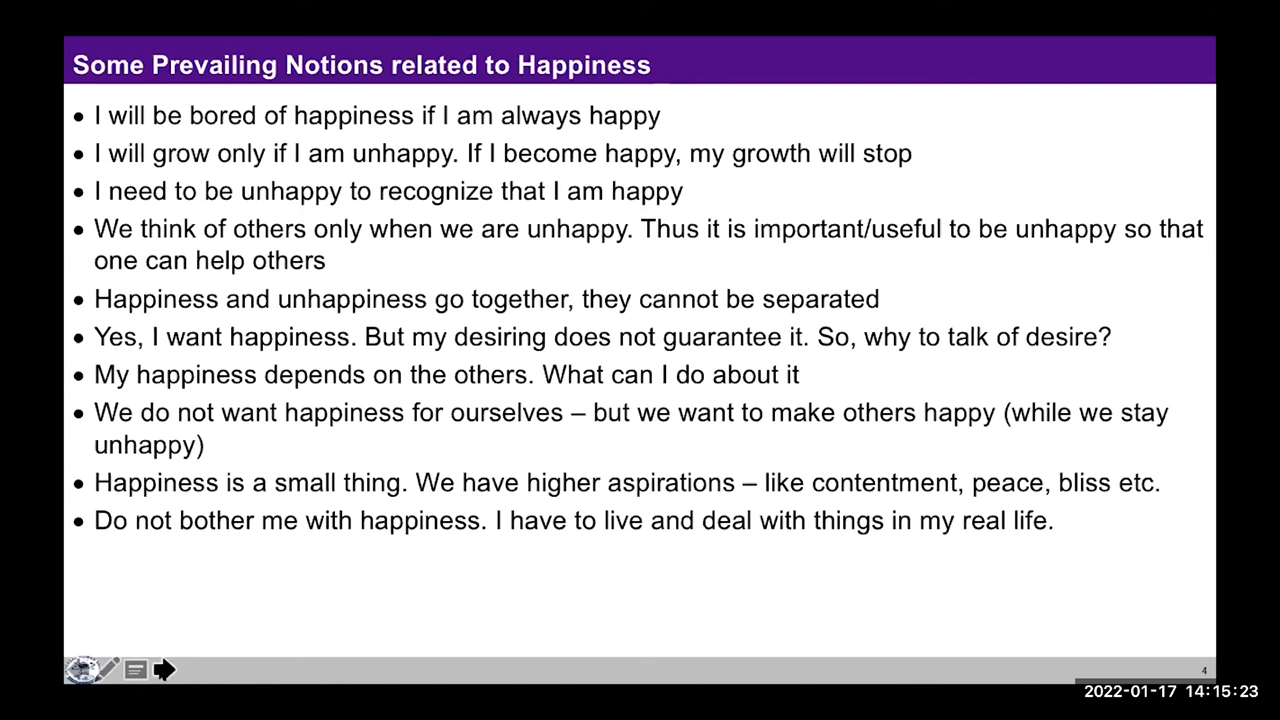 Some Prevailing Notions related to Happiness
• I will be bored of happiness if I am always happy
• I will grow only if I am unhappy. If I become happy, my growth will stop
• I need to be unhappy to recognize that I am happy
• We think of others only when we are unhappy. Thus it is important/useful to be unhappy so that
one can help others
• Happiness and unhappiness go together, they cannot be separated
• Yes, I want happiness. But my desiring does not guarantee it. So, why to talk of desire?
• My happiness depends on the others. What can I do about it
• We do not want happiness for ourselves – but we want to make others happy (while we stay
unhappy)
• Happiness is a small thing. We have higher aspirations – like contentment, peace, bliss etc.
• Do not bother me with happiness. I have to live and deal with things in my real life.
4
2022-01-17 14:15:23